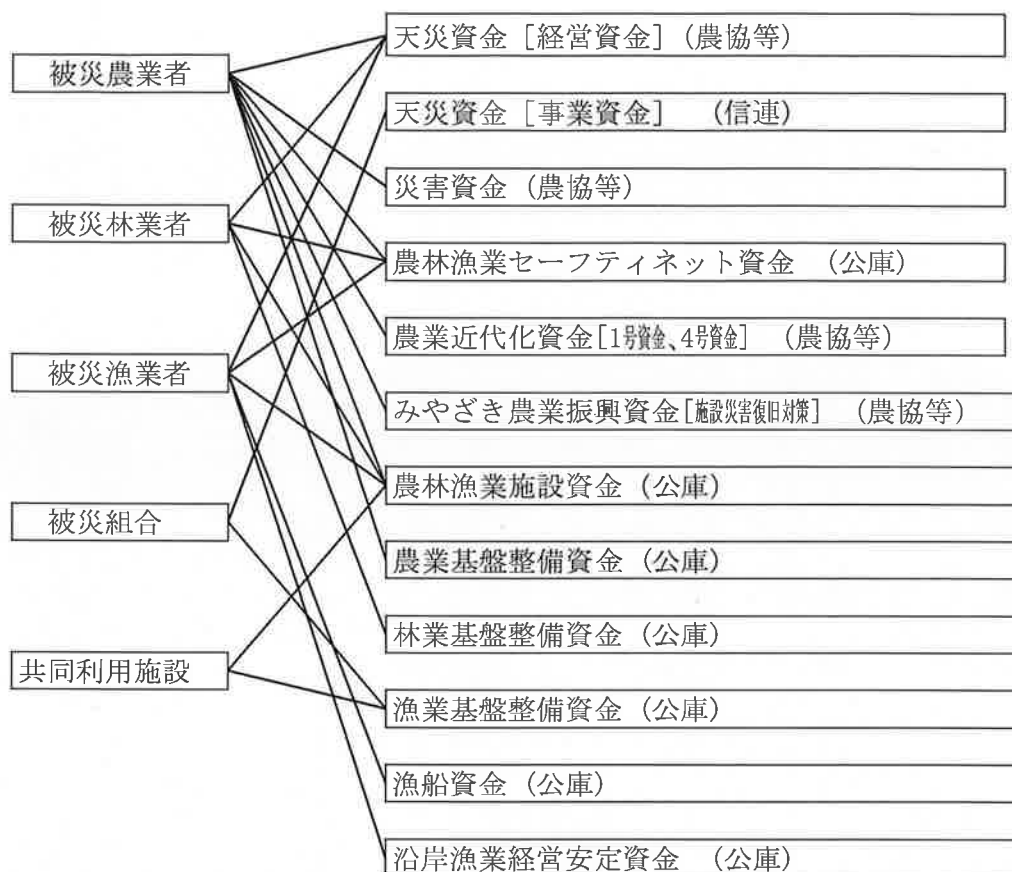 被災農業者
被災林業者
被災漁業者
被災組合
共同利用施設
天災資金［経営資金］（農協等）
天災資金［事業資金］　（信連）
災害資金（農協等）
農林漁業セーフティネット資金　（公庫）
農業近代化資金[1号資金、4号資金]　（農協等）
みやざき農業振興資金[施設災害復旧対策]　（農協等）
農林漁業施設資金（公庫）
農業基盤整備資金（公庫）
林業基盤整備資金（公庫）
漁業基盤整備資金（公庫）
漁船資金（公庫）
沿岸漁業経営安定資金　（公庫）